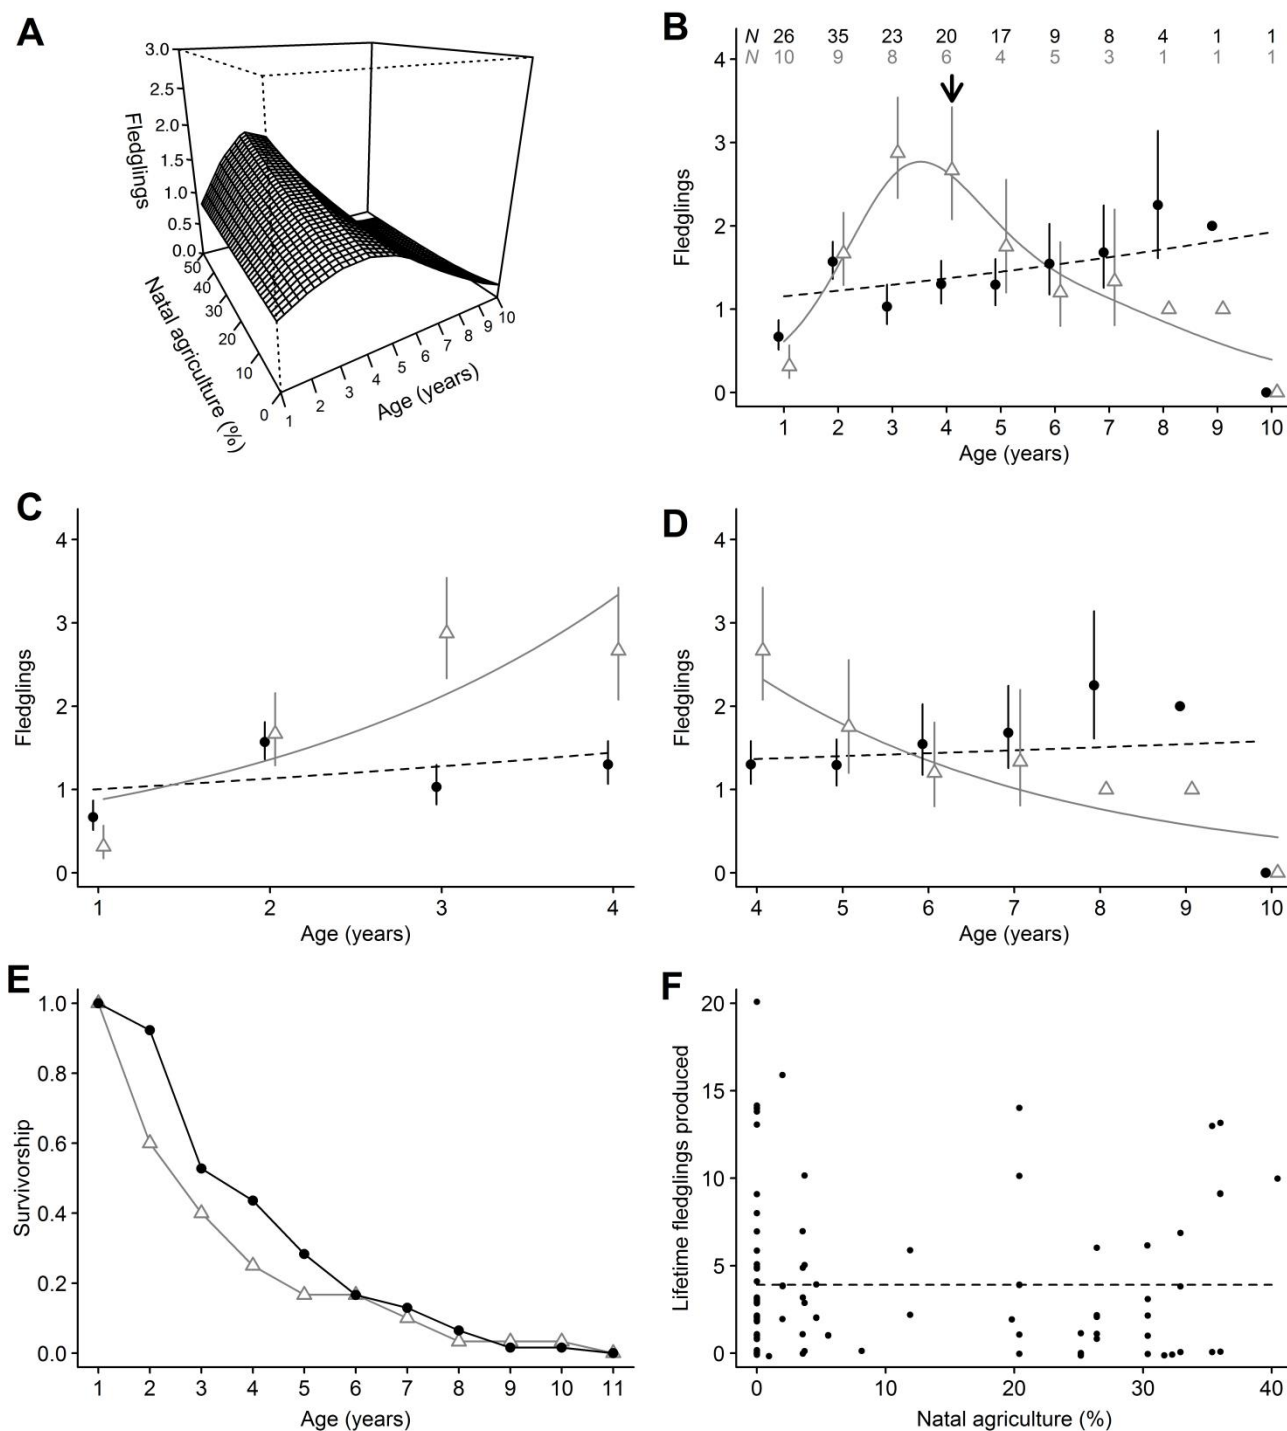 A
Fledglings
3.0
2.5
2.0
1.5
1.0
0.5
0.0
Natal agriculture (%)
50
40
30
20
10
0
Age (years)
1
2
3
4
5
6
7
8
9
10
B
N 26 35 23 20 17 9 8 4 1 1
N 10 9 8 6 4 5 3 1 1 1
Fledglings
4
3
2
1
0
1 2 3 4 5 6 7 8 9 10
Age (years)
C
Fledglings
4
3
2
1
0
1 2 3 4
Age (years)
D
Fledglings
4
3
2
1
0
4 5 6 7 8 9 10
Age (years)
E
Survivorship
1.0
0.8
0.6
0.4
0.2
0.0
1 2 3 4 5 6 7 8 9 10 11
Age (years)
F
Lifetime fledglings produced
20
15
10
5
0
0 10 20 30 40
Natal agriculture (%)